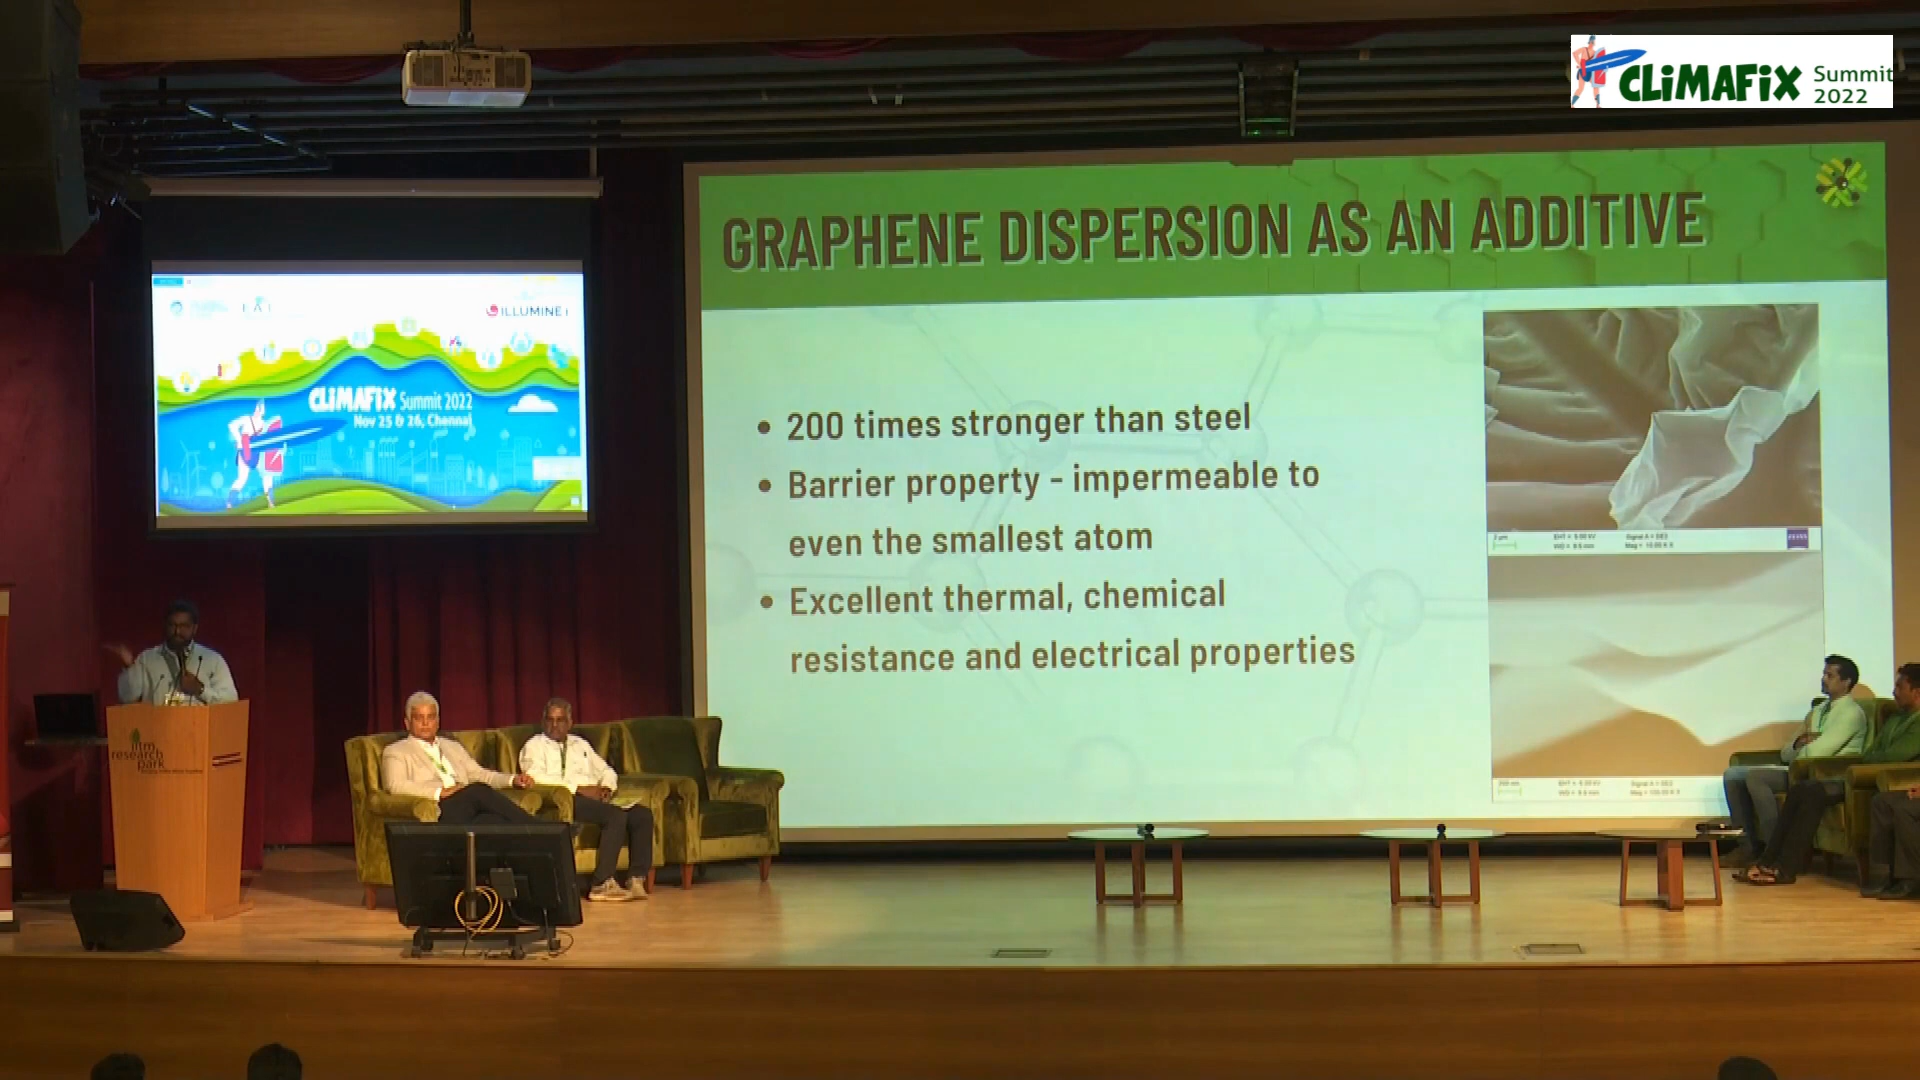 CLiMAFiX Summit
2022
GRAPHENE DISPERSION AS AN ADDITIVE
• 200 times stronger than steel
• Barrier property - impermeable to
even the smallest atom
• Excellent thermal, chemical
resistance and electrical properties
EAI
ILLUMINE i
CLiMAFiX Summit 2022
Nov 25 & 26, Chennai
iitm
research
park